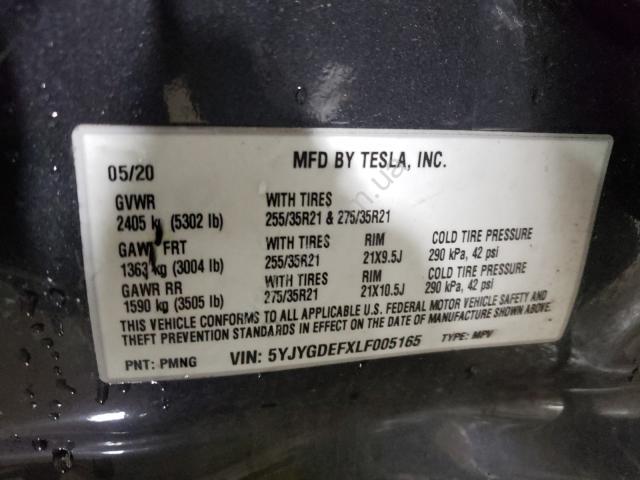 05/20 MFD BY TESLA, INC.
GVWR WITH TIRES
2405 kg (5302 lb) 255/35R21 & 275/35R21
GAWR FRT WITH TIRES RIM COLD TIRE PRESSURE
1363 kg (3004 lb) 255/35R21 21X9.5J 290 kPa, 42 psi
GAWR RR WITH TIRES RIM COLD TIRE PRESSURE
1590 kg (3505 lb) 275/35R21 21X10.5J 290 kPa, 42 psi
THIS VEHICLE CONFORMS TO ALL APPLICABLE U.S. FEDERAL MOTOR VEHICLE SAFETY AND
THEFT PREVENTION STANDARDS IN EFFECT ON THE DATE OF MANUFACTURE SHOWN ABOVE.
PNT: PMNG VIN: 5YJYGDEFXLF005165 TYPE: MPV